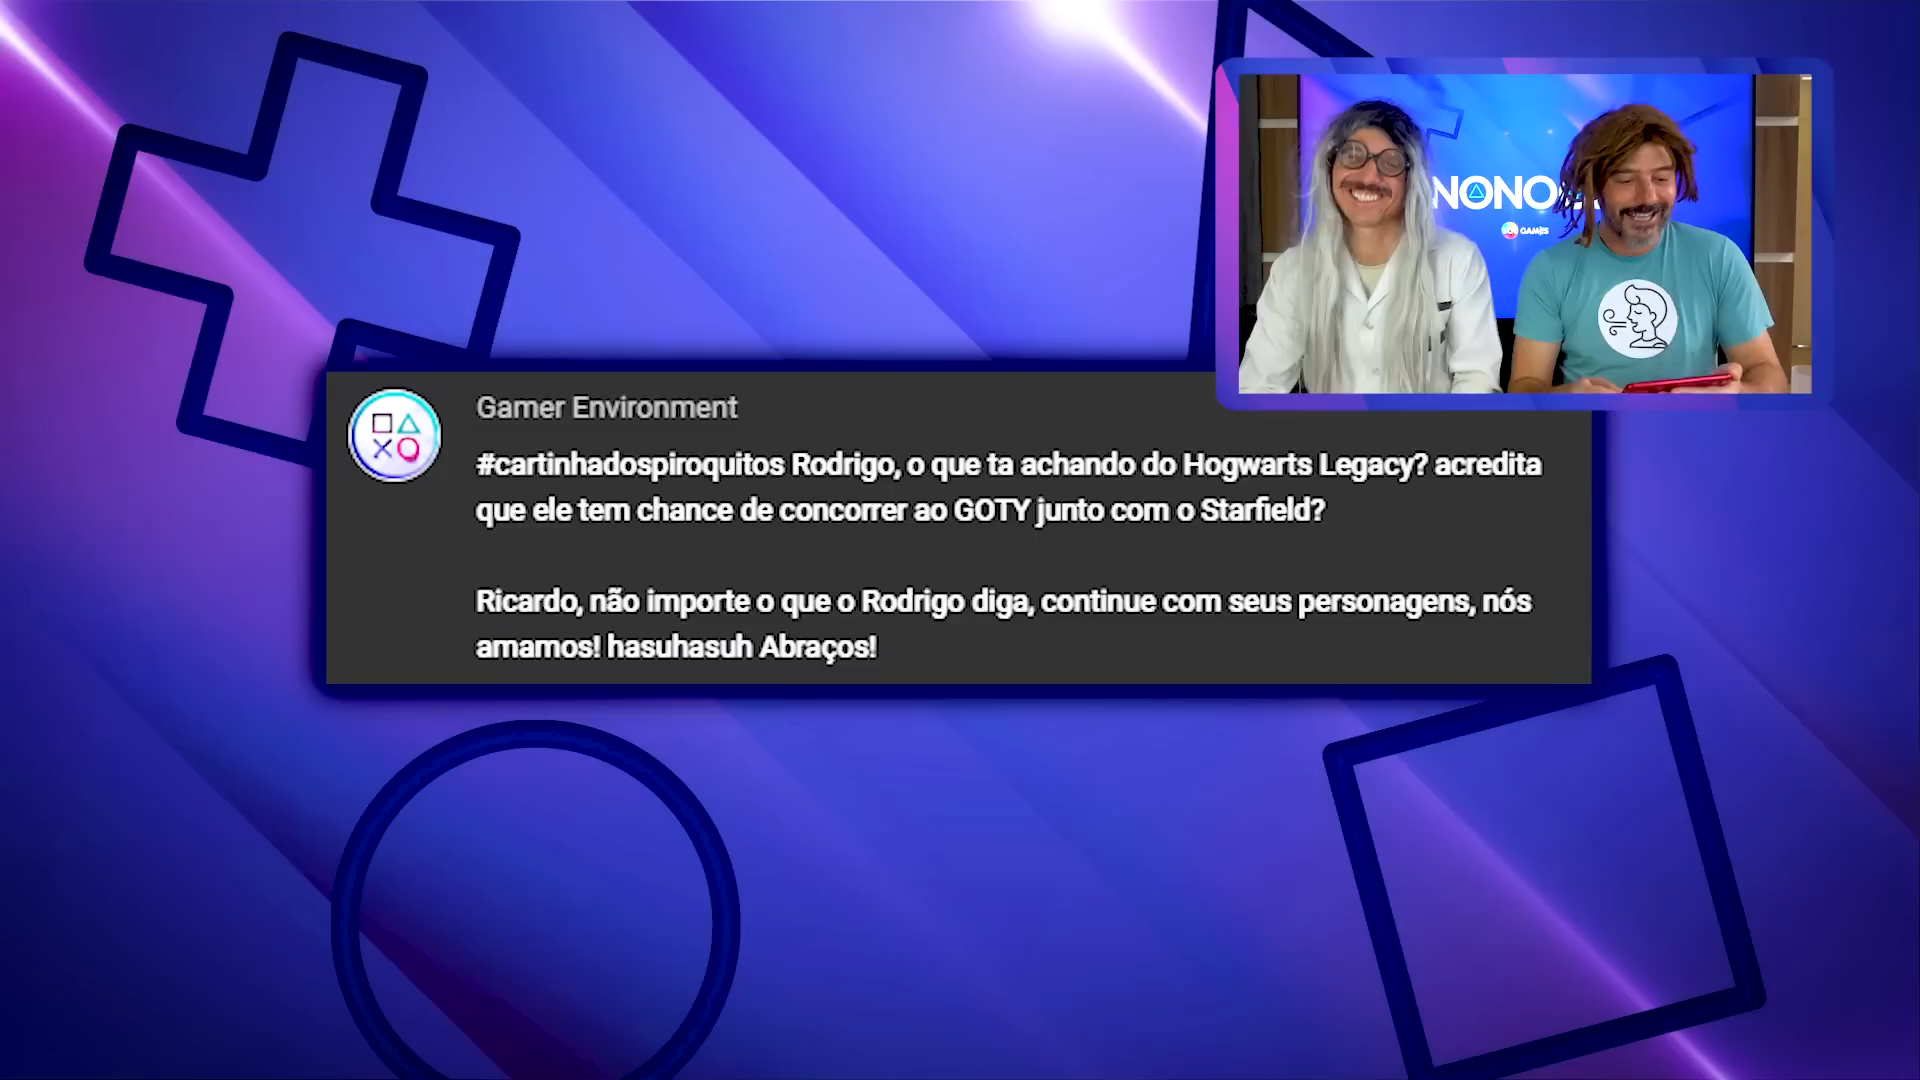 Gamer Environment
#cartinhadospiroquitos Rodrigo, o que ta achando do Hogwarts Legacy? acredita
que ele tem chance de concorrer ao GOTY junto com o Starfield?
Ricardo, não importe o que o Rodrigo diga, continue com seus personagens, nós
amamos! hasuhasuh Abraços!
NONO
GAMES